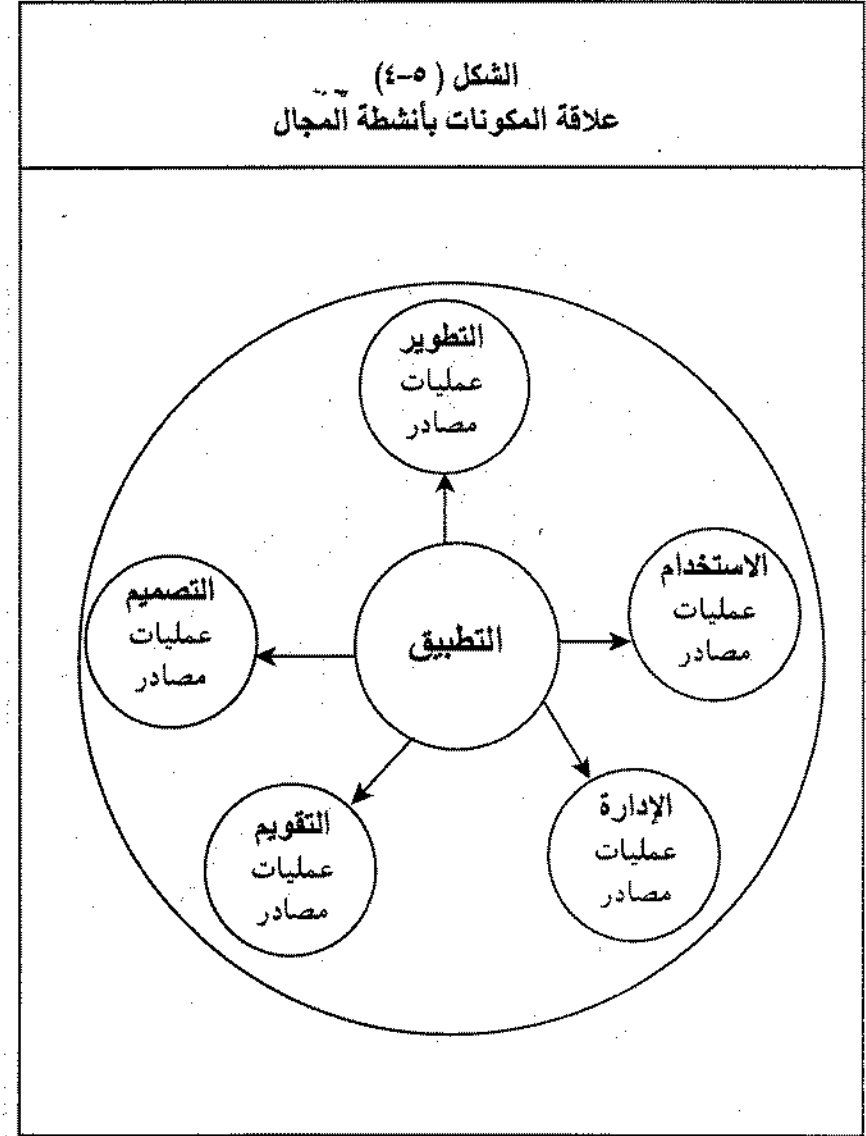 الشكل (٥-٤)
علاقة المكونات بأنشطة المجال
التطوير
عمليات
مصادر
الاستخدام
عمليات
مصادر
التطبيق
التصميم
عمليات
مصادر
الإدارة
عمليات
مصادر
التقويم
عمليات
مصادر